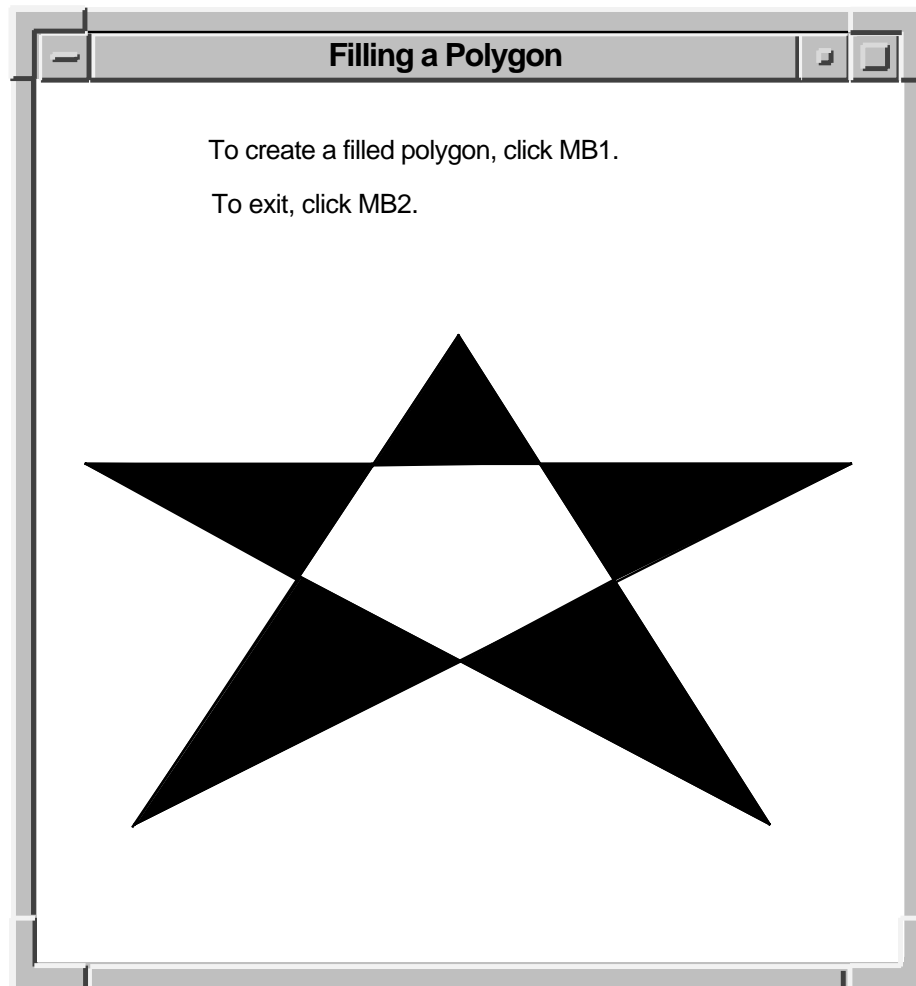 Filling a Polygon
To create a filled polygon, click MB1.
To exit, click MB2.